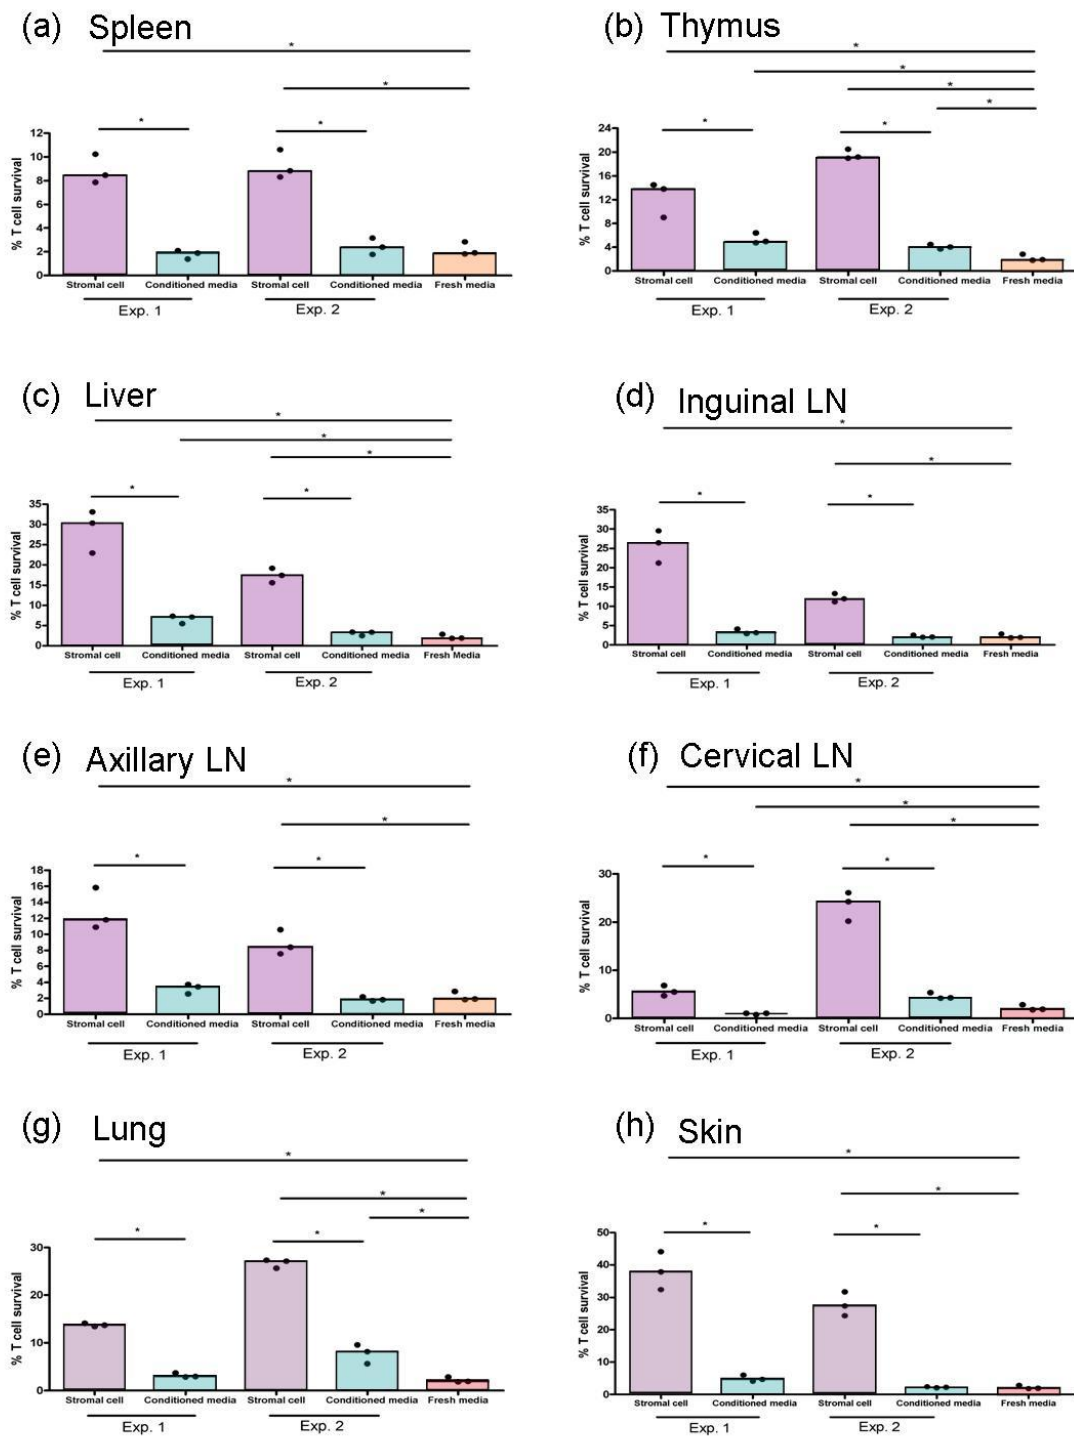 (a) Spleen
*
*
*
*
% T cell survival
12
10
8
6
4
2
0
Stromal cell Conditioned media Stromal cell Conditioned media Fresh media
Exp. 1 Exp. 2
(b) Thymus
*
*
*
*
*
*
% T cell survival
24
20
16
12
8
4
0
Stromal cell Conditioned media Stromal cell Conditioned media Fresh media
Exp. 1 Exp. 2
(c) Liver
*
*
*
*
*
% T cell survival
35
30
25
20
15
10
5
0
Stromal cell Conditioned media Stromal cell Conditioned media Fresh Media
Exp. 1 Exp. 2
(d) Inguinal LN
*
*
*
*
% T cell survival
35
30
25
20
15
10
5
0
Stromal cell Conditioned media Stromal cell Conditioned media Fresh media
Exp. 1 Exp. 2
(e) Axillary LN
*
*
*
*
% T cell survival
18
16
14
12
10
8
6
4
2
0
Stromal cell Conditioned media Stromal cell Conditioned media Fresh media
Exp. 1 Exp. 2
(f) Cervical LN
*
*
*
*
*
% T cell survival
30
20
10
0
Stromal cell Conditioned media Stromal cell Conditioned media Fresh media
Exp. 1 Exp. 2
(g) Lung
*
*
*
*
*
% T cell survival
30
20
10
0
Stromal cell Conditioned media Stromal cell Conditioned media Fresh media
Exp. 1 Exp. 2
(h) Skin
*
*
*
*
% T cell survival
50
40
30
20
10
0
Stromal cell Conditioned media Stromal cell Conditioned media Fresh media
Exp. 1 Exp. 2